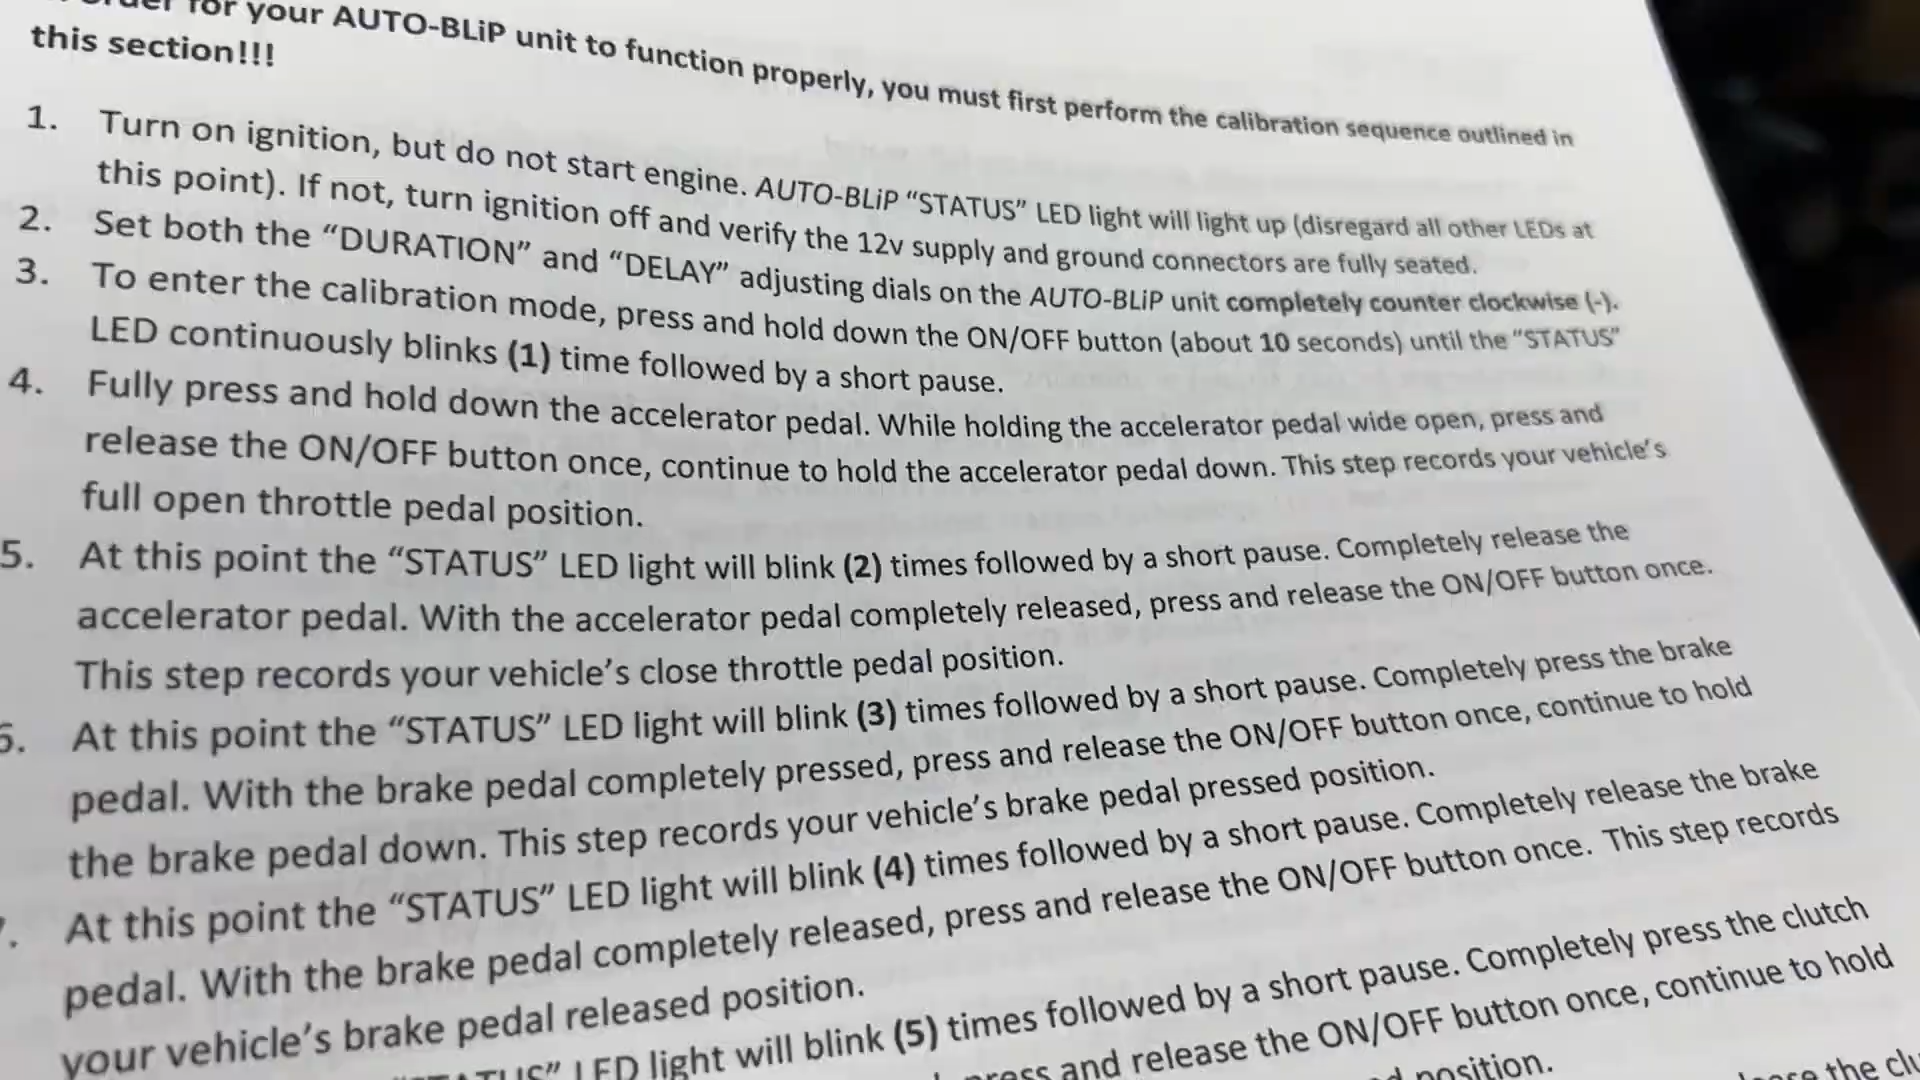 for your AUTO-BLiP unit to function properly, you must first perform the calibration sequence outlined in
this section!!!
1. Turn on ignition, but do not start engine. AUTO-BLiP “STATUS” LED light will light up (disregard all other LEDs at
this point). If not, turn ignition off and verify the 12v supply and ground connectors are fully seated.
2. Set both the “DURATION” and “DELAY” adjusting dials on the AUTO-BLiP unit completely counter clockwise (-).
3. To enter the calibration mode, press and hold down the ON/OFF button (about 10 seconds) until the “STATUS”
LED continuously blinks (1) time followed by a short pause.
4. Fully press and hold down the accelerator pedal. While holding the accelerator pedal wide open, press and
release the ON/OFF button once, continue to hold the accelerator pedal down. This step records your vehicle’s
full open throttle pedal position.
5. At this point the “STATUS” LED light will blink (2) times followed by a short pause. Completely release the
accelerator pedal. With the accelerator pedal completely released, press and release the ON/OFF button once.
This step records your vehicle’s close throttle pedal position.
At this point the “STATUS” LED light will blink (3) times followed by a short pause. Completely press the brake
pedal. With the brake pedal completely pressed, press and release the ON/OFF button once, continue to hold
the brake pedal down. This step records your vehicle’s brake pedal pressed position.
At this point the “STATUS” LED light will blink (4) times followed by a short pause. Completely release the brake
pedal. With the brake pedal completely released, press and release the ON/OFF button once. This step records
your vehicle’s brake pedal released position.
LED light will blink (5) times followed by a short pause. Completely press the clutch
and release the ON/OFF button once, continue to hold
position.
the